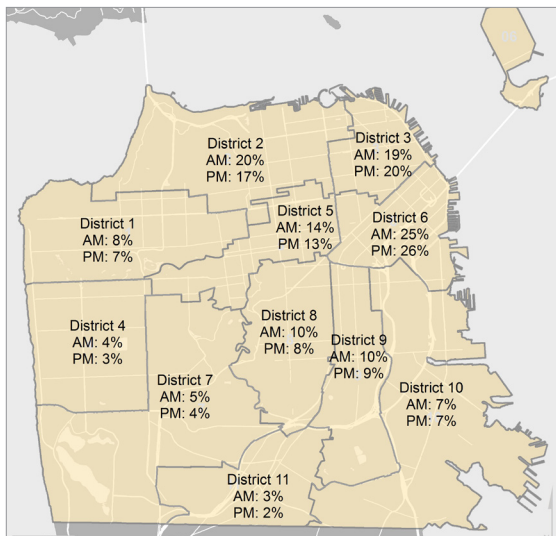 District 2
AM: 20%
PM: 17%
District 3
AM: 19%
PM: 20%
District 1
AM: 8%
PM: 7%
District 5
AM: 14%
PM 13%
District 6
AM: 25%
PM: 26%
District 4
AM: 4%
PM: 3%
District 7
AM: 5%
PM: 4%
District 8
AM: 10%
PM: 8%
District 9
AM: 10%
PM: 9%
District 10
AM: 7%
PM: 7%
District 11
AM: 3%
PM: 2%